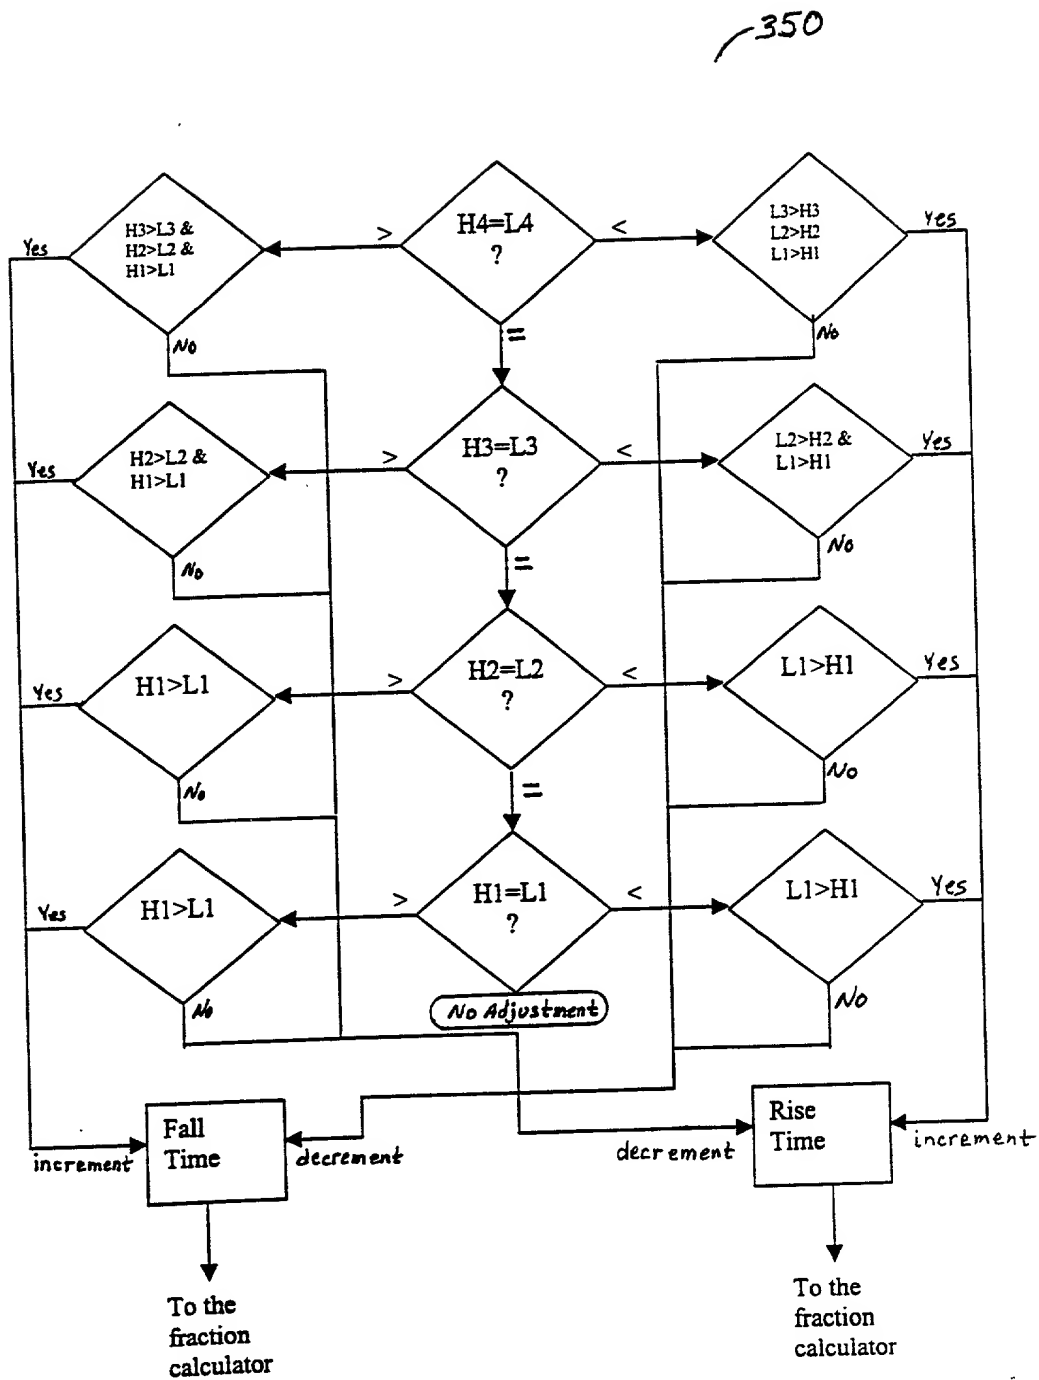 350
H3>L3 &
H2>L2 &
H1>L1
Yes
No
>
H4=L4
?
<
=
L3>H3
L2>H2
L1>H1
Yes
No
H2>L2 &
H1>L1
Yes
No
>
H3=L3
?
<
=
L2>H2 &
L1>H1
Yes
No
H1>L1
Yes
No
>
H2=L2
?
<
=
L1>H1
Yes
No
H1>L1
Yes
No
>
H1=L1
?
<
No Adjustment
L1>H1
Yes
No
Fall
Time
increment
decrement
Rise
Time
decrement
increment
To the
fraction
calculator
To the
fraction
calculator